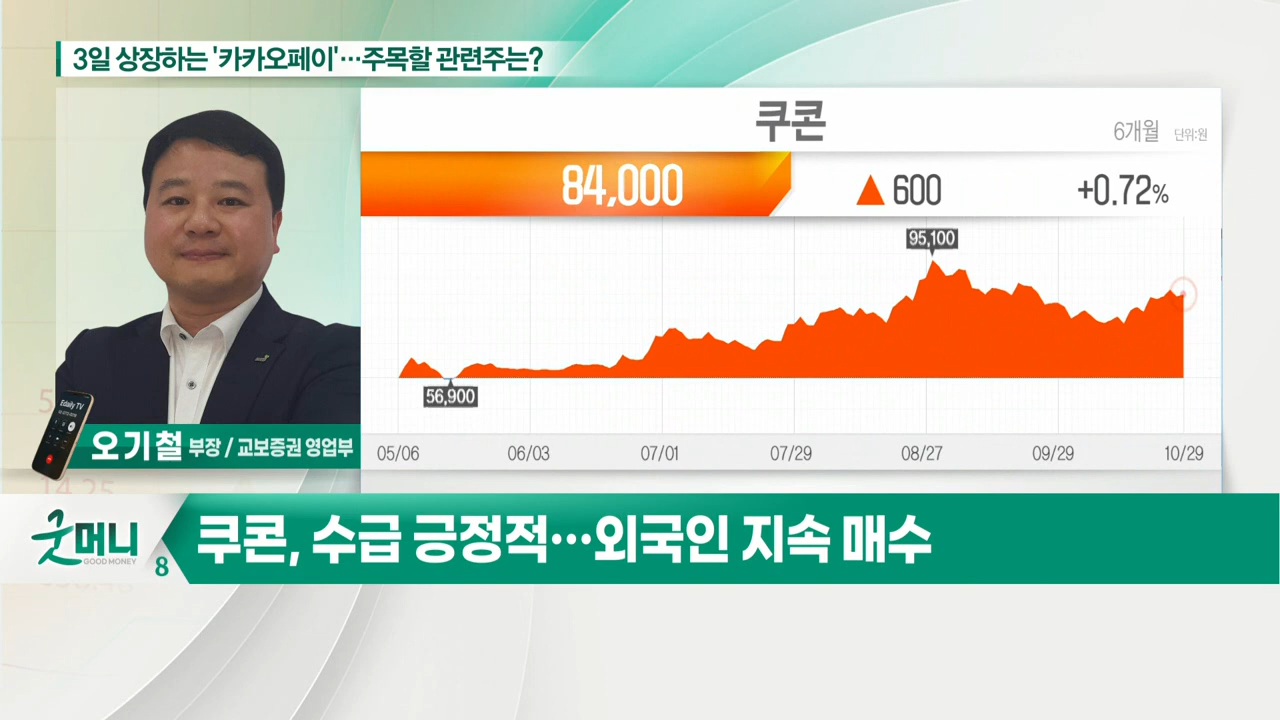 3일 상장하는 '카카오페이'…주목할 관련주는?
쿠콘
6개월 단위:원
84,000 ▲600 +0.72%
95,100
56,900
05/06 06/03 07/01 07/29 08/27 09/29 10/29
Edaily TV
오기철 부장 / 교보증권 영업부
굿머니
GOOD MONEY
8
쿠콘, 수급 긍정적…외국인 지속 매수